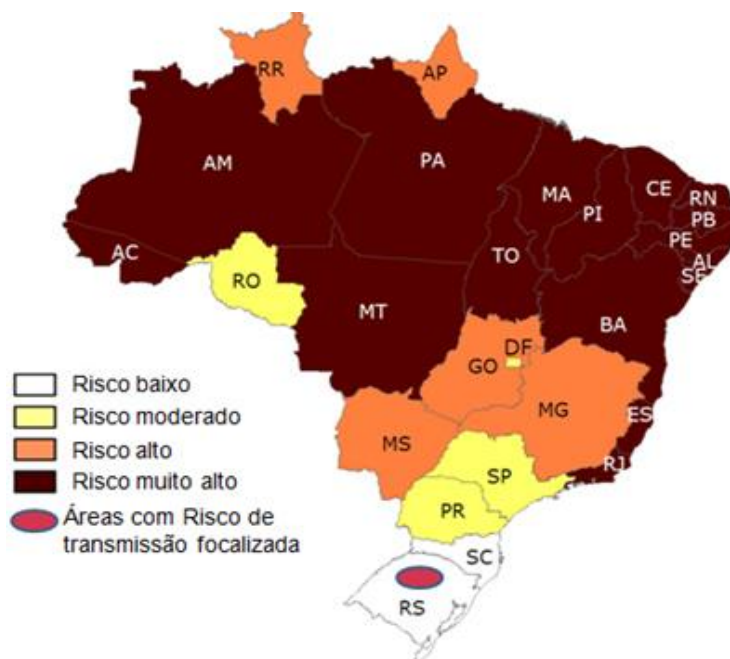 RR
AP
AM
PA
MA
CE
RN
PB
PI
PE
AL
SE
AC
TO
RO
MT
BA
DF
GO
MG
ES
MS
RJ
SP
PR
SC
RS
Risco baixo
Risco moderado
Risco alto
Risco muito alto
Áreas com Risco de
transmissão focalizada